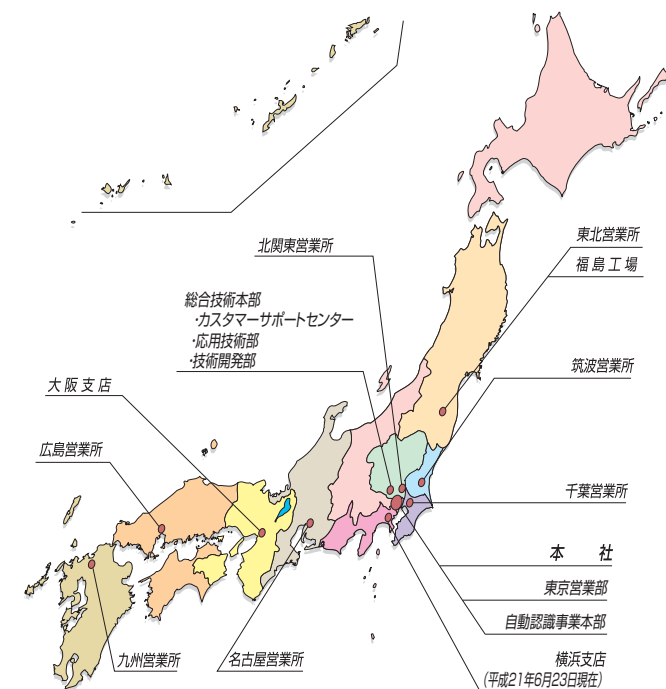 北関東営業所
東北営業所
福島工場
総合技術本部
・カスタマーサポートセンター
・応用技術部
・技術開発部
筑波営業所
大阪支店
広島営業所
千葉営業所
本 社
東京営業部
自動認識事業本部
横浜支店
(平成21年6月23日現在)
九州営業所
名古屋営業所